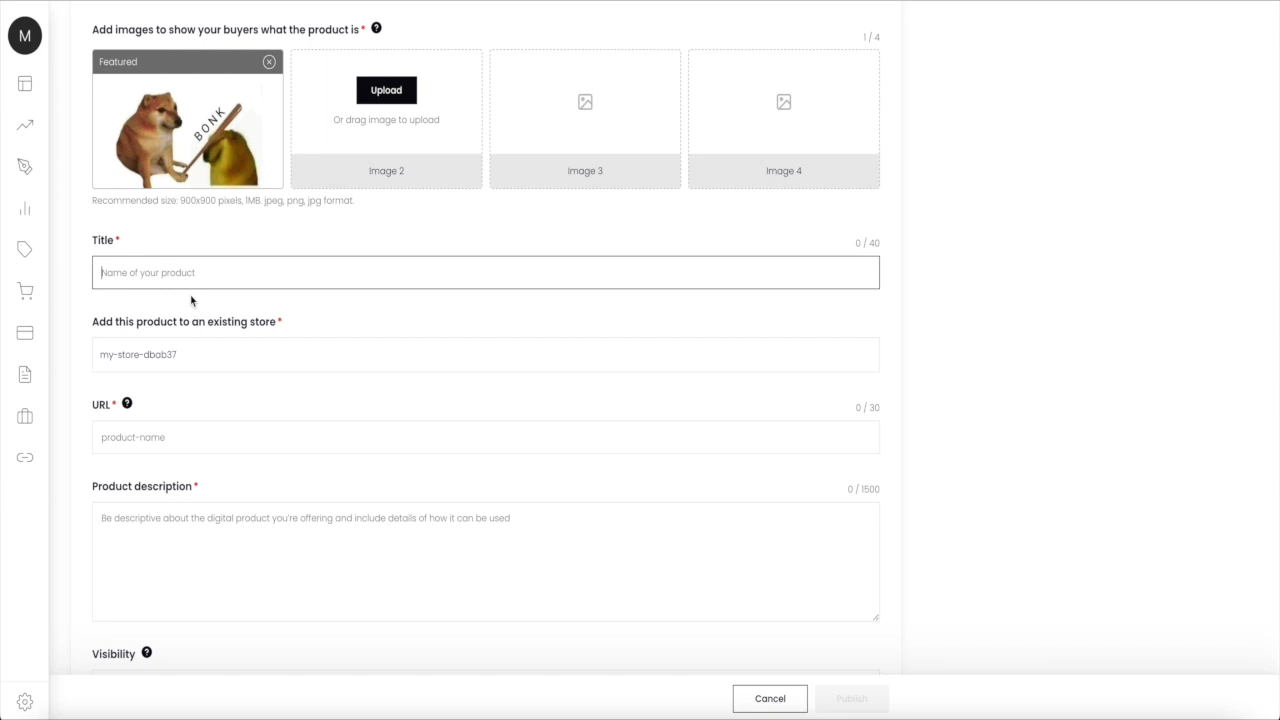 M
Add images to show your buyers what the product is*
1 / 4
Featured
BONK
Upload
Or drag image to upload
Image 2
Image 3
Image 4
Recommended size: 900x900 pixels, 1MB. jpeg, png, jpg format.
Title*
0 / 40
Name of your product
Add this product to an existing store*
my-store-dbab37
URL*
0 / 30
product-name
Product description*
0 / 1500
Be descriptive about the digital product you're offering and include details of how it can be used
Visibility
Cancel
Publish